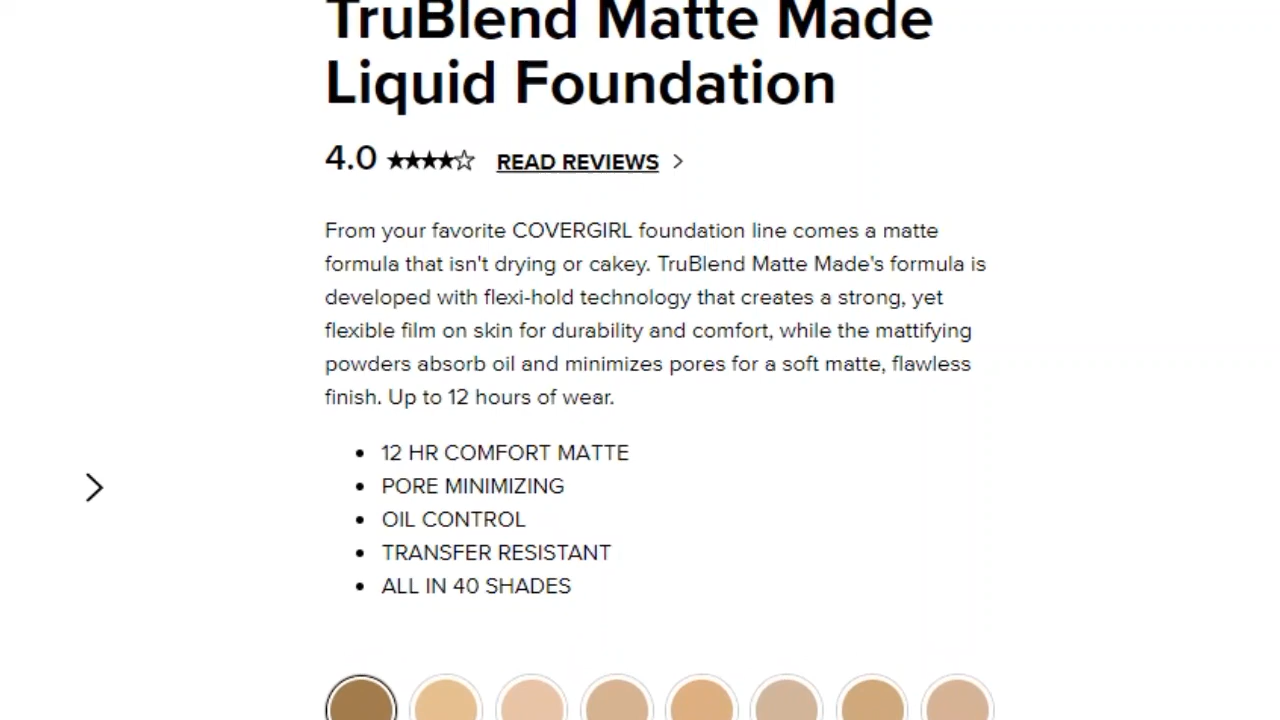 TruBlend Matte Made
Liquid Foundation
4.0 ★★★★☆ READ REVIEWS >
From your favorite COVERGIRL foundation line comes a matte
formula that isn't drying or cakey. TruBlend Matte Made's formula is
developed with flexi-hold technology that creates a strong, yet
flexible film on skin for durability and comfort, while the mattifying
powders absorb oil and minimizes pores for a soft matte, flawless
finish. Up to 12 hours of wear.
• 12 HR COMFORT MATTE
• PORE MINIMIZING
• OIL CONTROL
• TRANSFER RESISTANT
• ALL IN 40 SHADES